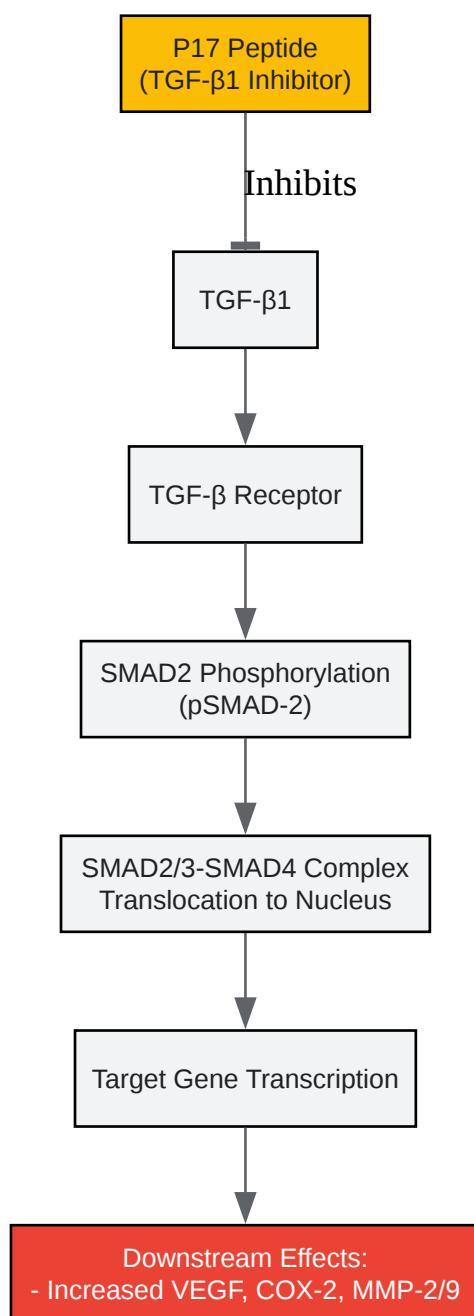 P17 Peptide
(TGF-β1 Inhibitor)
Inhibits
TGF-β1
TGF-β Receptor
SMAD2 Phosphorylation
(pSMAD-2)
SMAD2/3-SMAD4 Complex
Translocation to Nucleus
Target Gene Transcription
Downstream Effects:
- Increased VEGF, COX-2, MMP-2/9